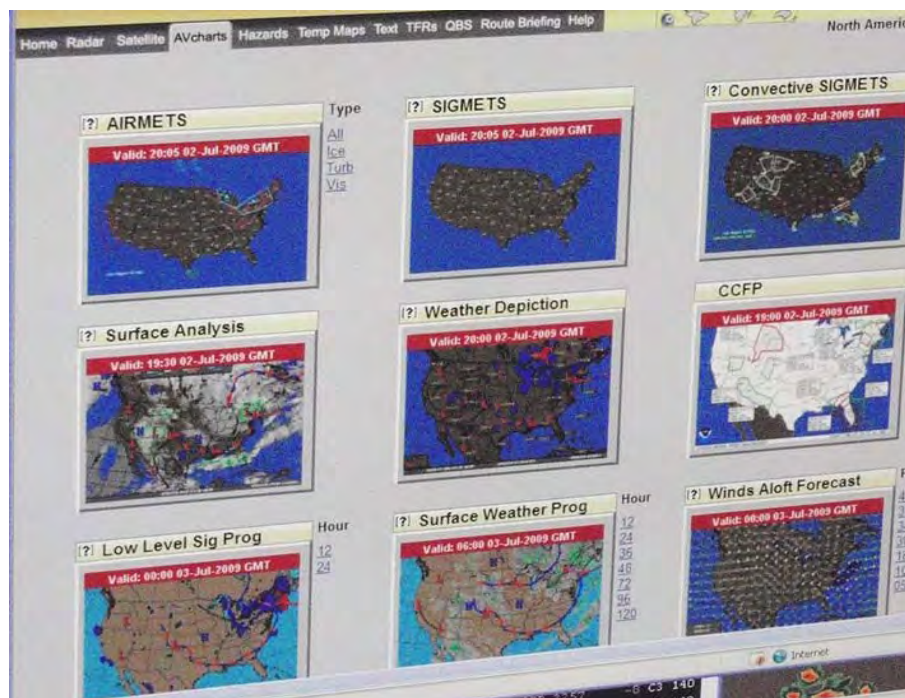 Home Radar Satellite AVcharts Hazards Temp Maps Text TFRs QBS Route Briefing Help
North Americ
[?] AIRMETS
Valid: 20:05 02-Jul-2009 GMT
Type
All
Ice
Turb
Vis
[?] SIGMETS
Valid: 20:05 02-Jul-2009 GMT
[?] Convective SIGMETS
Valid: 20:00 02-Jul-2009 GMT
[?] Surface Analysis
Valid: 19:30 02-Jul-2009 GMT
[?] Weather Depiction
Valid: 20:00 02-Jul-2009 GMT
CCFP
Valid: 19:00 02-Jul-2009 GMT
[?] Low Level Sig Prog
Valid: 00:00 03-Jul-2009 GMT
Hour
12
24
[?] Surface Weather Prog
Valid: 06:00 03-Jul-2009 GMT
Hour
12
24
36
48
72
96
120
[?] Winds Aloft Forecast
Valid: 00:00 03-Jul-2009 GMT
Internet
-8 C3 140